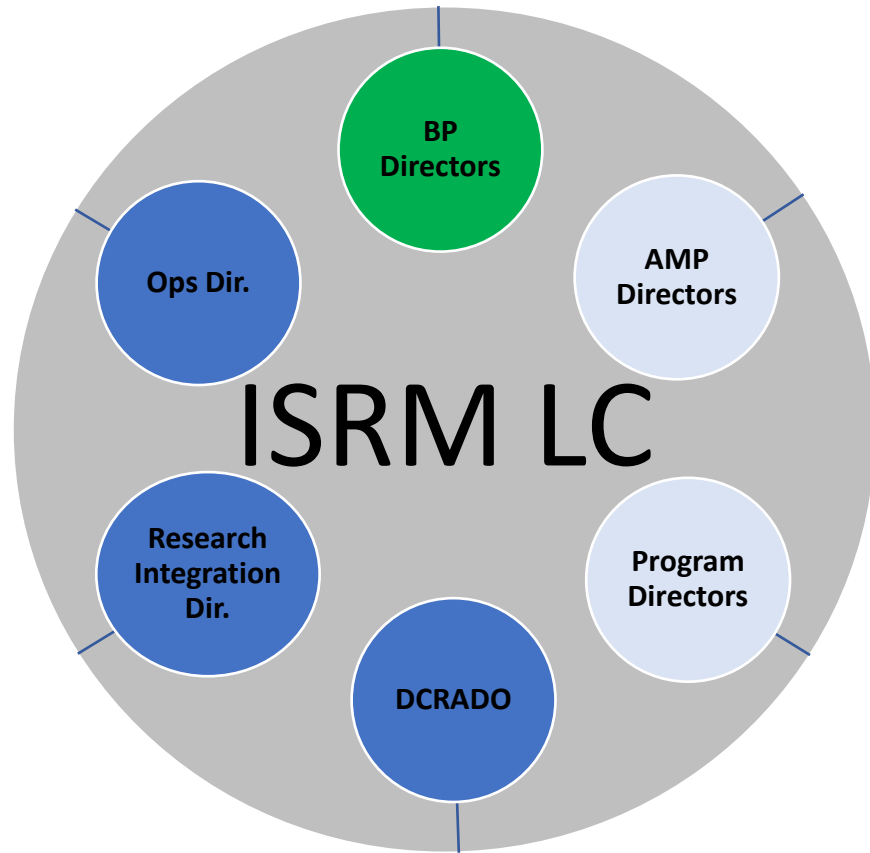 BP
Directors
Ops Dir.
AMP
Directors
ISRM LC
Research
Integration
Dir.
Program
Directors
DCRADO